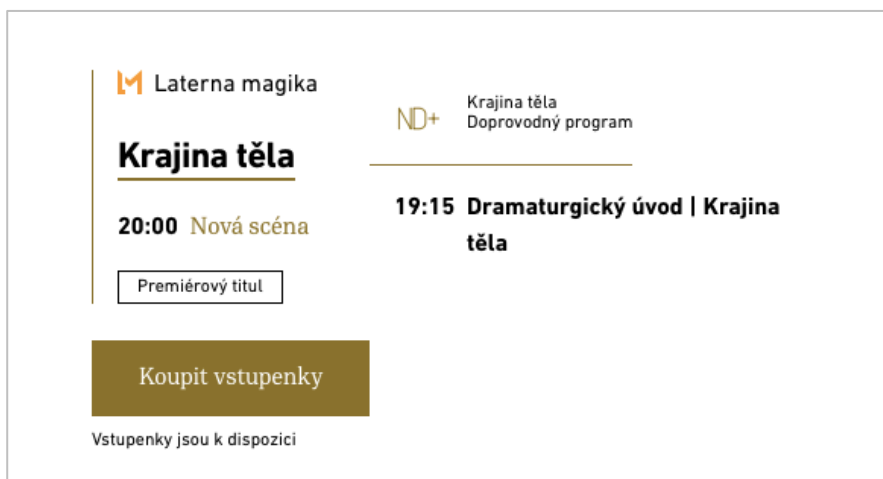 Laterna magika
Krajina těla
20:00 Nová scéna
Premiérový titul
Koupit vstupenky
Vstupenky jsou k dispozici
ND+
Krajina těla
Doprovodný program
19:15 Dramaturgický úvod | Krajina
těla